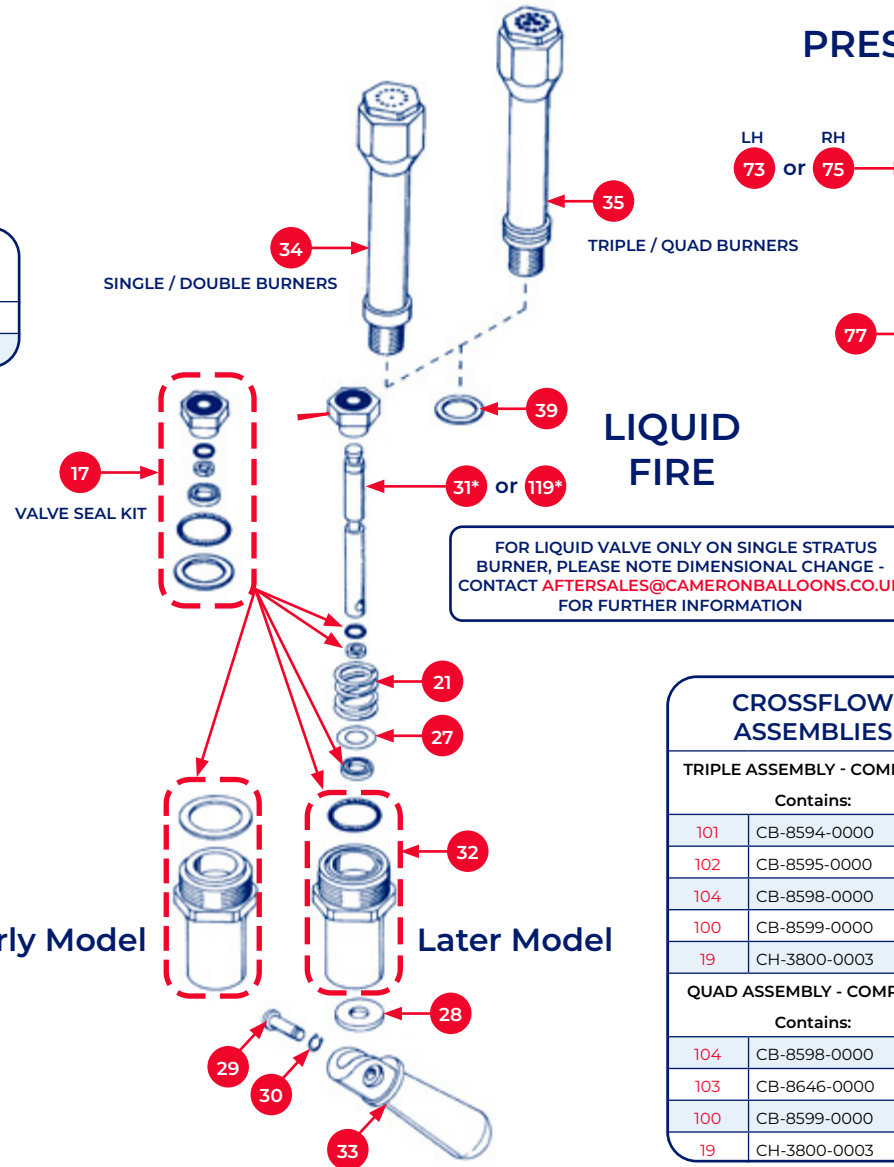 PRES
LH RH
73 or 75
35
34
TRIPLE / QUAD BURNERS
SINGLE / DOUBLE BURNERS
77
39
LIQUID
FIRE
17
31* or 119*
VALVE SEAL KIT
FOR LIQUID VALVE ONLY ON SINGLE STRATUS
BURNER, PLEASE NOTE DIMENSIONAL CHANGE -
CONTACT AFTERSALES@CAMERONBALLOONS.CO.UK
FOR FURTHER INFORMATION
21
27
32
rly Model
Later Model
28
29
30
33
CROSSFLOW
ASSEMBLIES
TRIPLE ASSEMBLY - COMP
Contains:
101 CB-8594-0000
102 CB-8595-0000
104 CB-8598-0000
100 CB-8599-0000
19 CH-3800-0003
QUAD ASSEMBLY - COMP
Contains:
104 CB-8598-0000
103 CB-8646-0000
100 CB-8599-0000
19 CH-3800-0003